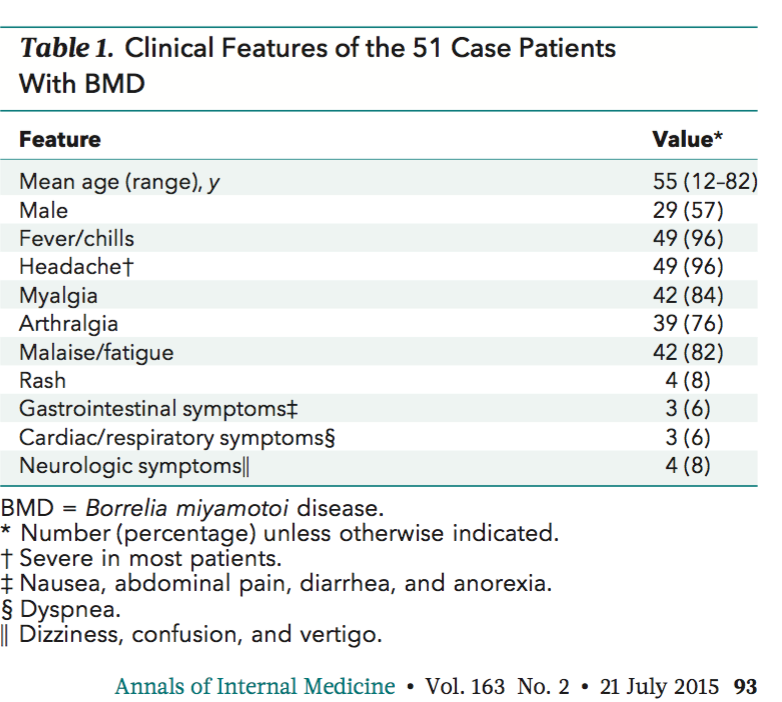 Table 1. Clinical Features of the 51 Case Patients
With BMD
Feature Value*
Mean age (range), y 55 (12–82)
Male 29 (57)
Fever/chills 49 (96)
Headache† 49 (96)
Myalgia 42 (84)
Arthralgia 39 (76)
Malaise/fatigue 42 (82)
Rash 4 (8)
Gastrointestinal symptoms‡ 3 (6)
Cardiac/respiratory symptoms§ 3 (6)
Neurologic symptoms‖ 4 (8)
BMD = Borrelia miyamotoi disease.
* Number (percentage) unless otherwise indicated.
† Severe in most patients.
‡ Nausea, abdominal pain, diarrhea, and anorexia.
§ Dyspnea.
‖ Dizziness, confusion, and vertigo.
Annals of Internal Medicine • Vol. 163 No. 2 • 21 July 2015 93